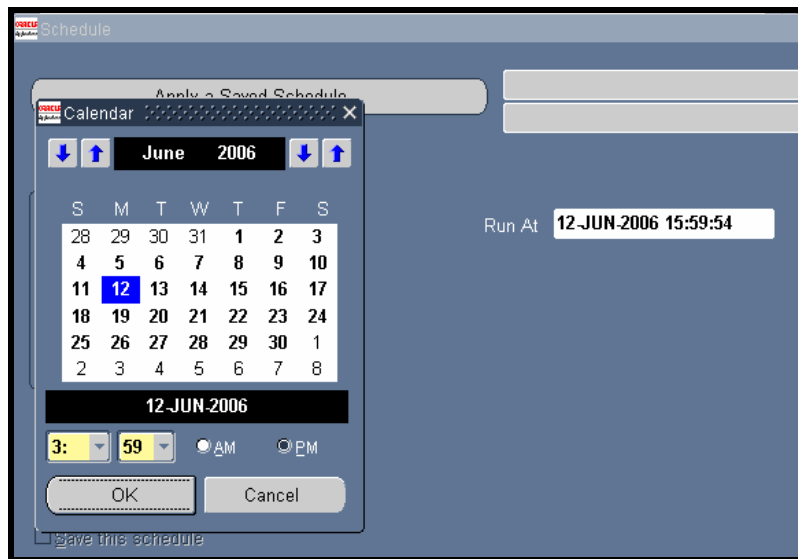 ORACLE Schedule
Apply a Saved Schedule
ORACLE Calendar
June 2006
S M T W T F S
28 29 30 31 1 2 3
4 5 6 7 8 9 10
11 12 13 14 15 16 17
18 19 20 21 22 23 24
25 26 27 28 29 30 1
2 3 4 5 6 7 8
12-JUN-2006
3: 59 AM PM
OK Cancel
Run At 12-JUN-2006 15:59:54
Save this schedule